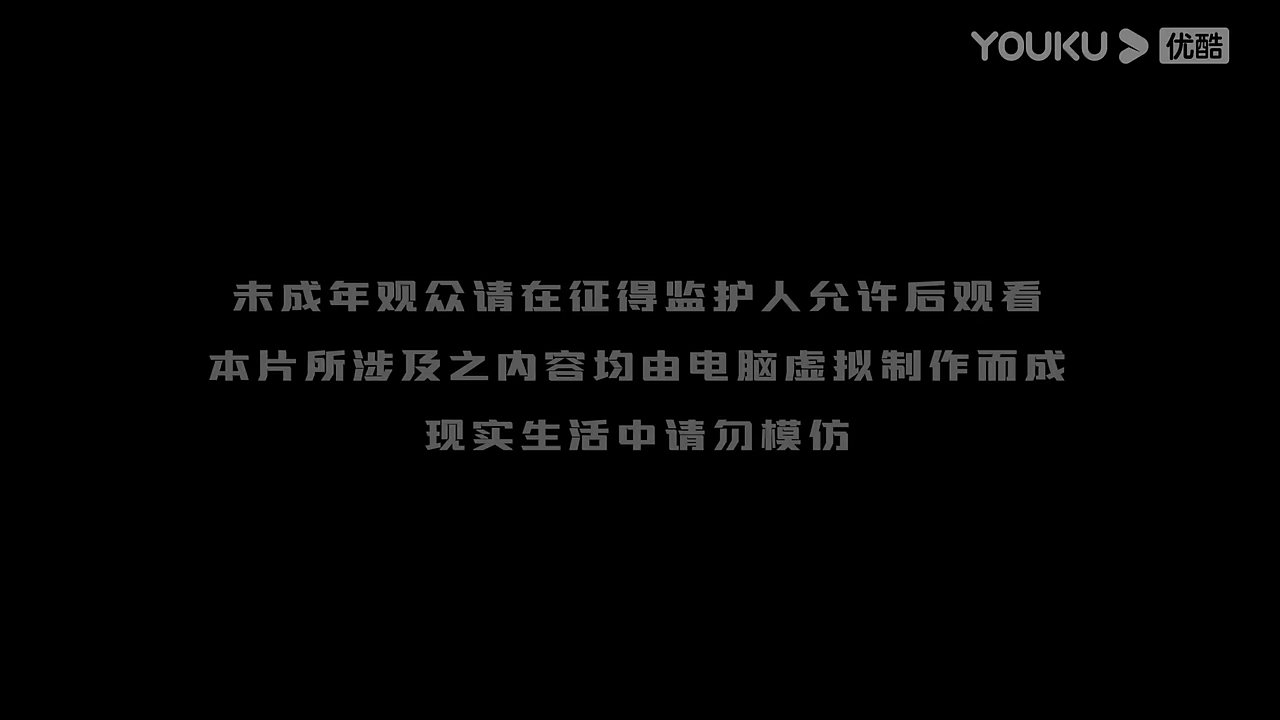 YOUKU 优酷
未成年观众请在征得监护人允许后观看
本片所涉及之内容均由电脑虚拟制作而成
现实生活中请勿模仿